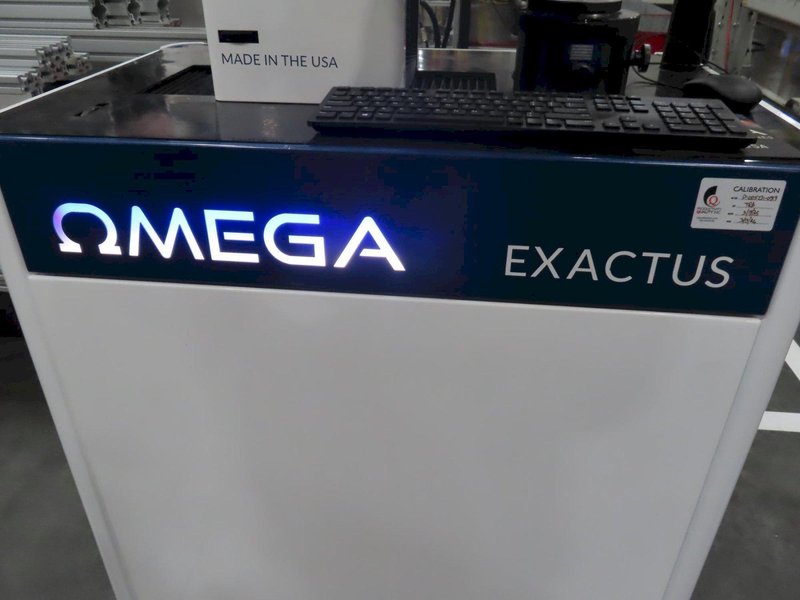 MADE IN THE USA
ΩMEGA
EXACTUS
CALIBRATION